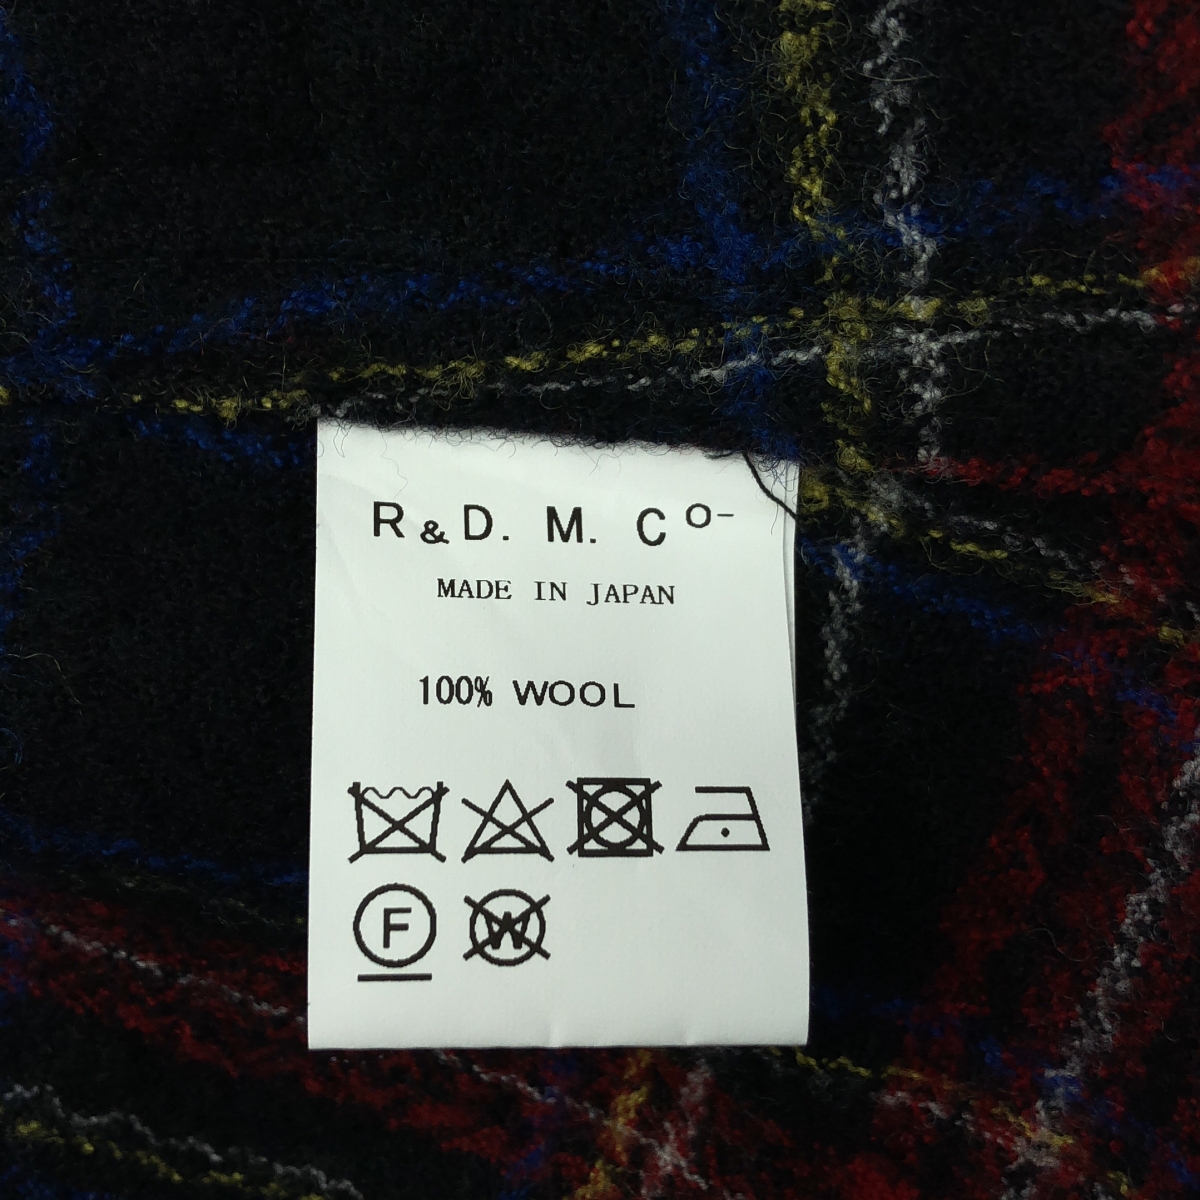 R & D. M. Cº-
MADE IN JAPAN
100% WOOL
F W